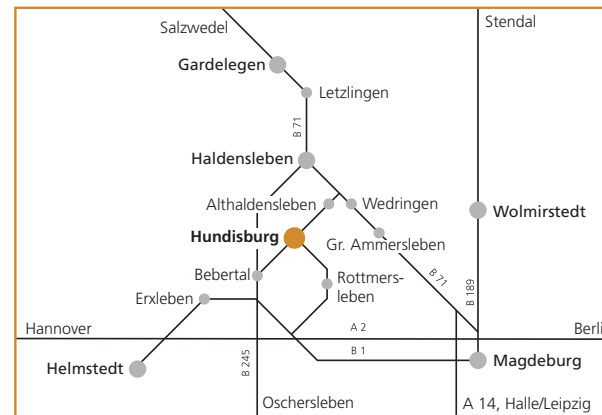 Salzwedel
Stendal
Gardelegen
Letzlingen
B 71
Haldensleben
Althaldensleben
Wedringen
Wolmirstedt
Hundisburg
Gr. Ammersleben
Bebertal
Rottmers-
leben
B 71
B 189
Erxleben
Hannover
A 2
Berli
B 1
Helmstedt
B 245
Magdeburg
Oschersleben
A 14, Halle/Leipzig